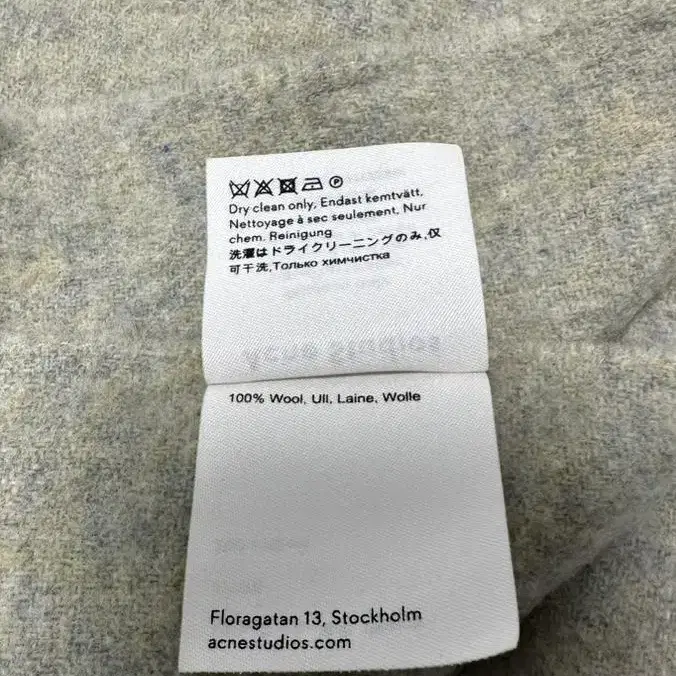 Dry clean only, Endast kemtvätt,
Nettoyage à sec seulement, Nur
chem. Reinigung
洗濯はドライクリーニングのみ,仅
可干洗,Только химчистка
Acne Studios
100% Wool, Ull, Laine, Wolle
Floragatan 13, Stockholm
acnestudios.com